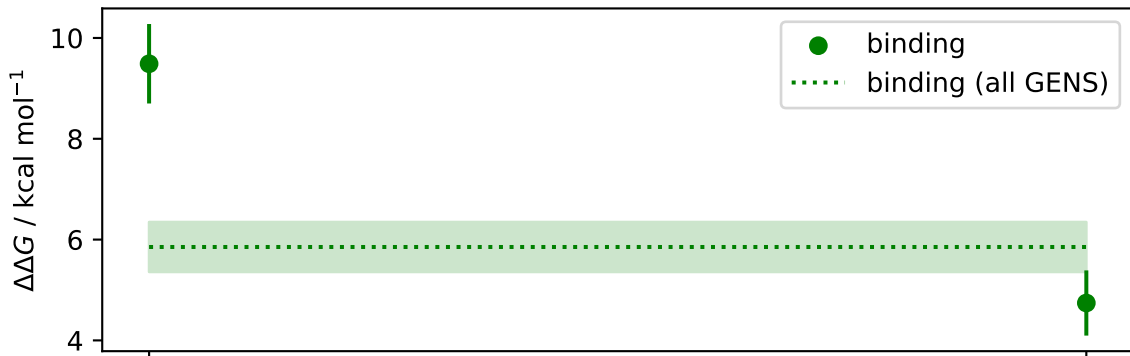 10
8
6
4
ΔΔG / kcal mol⁻¹
binding
binding (all GENS)